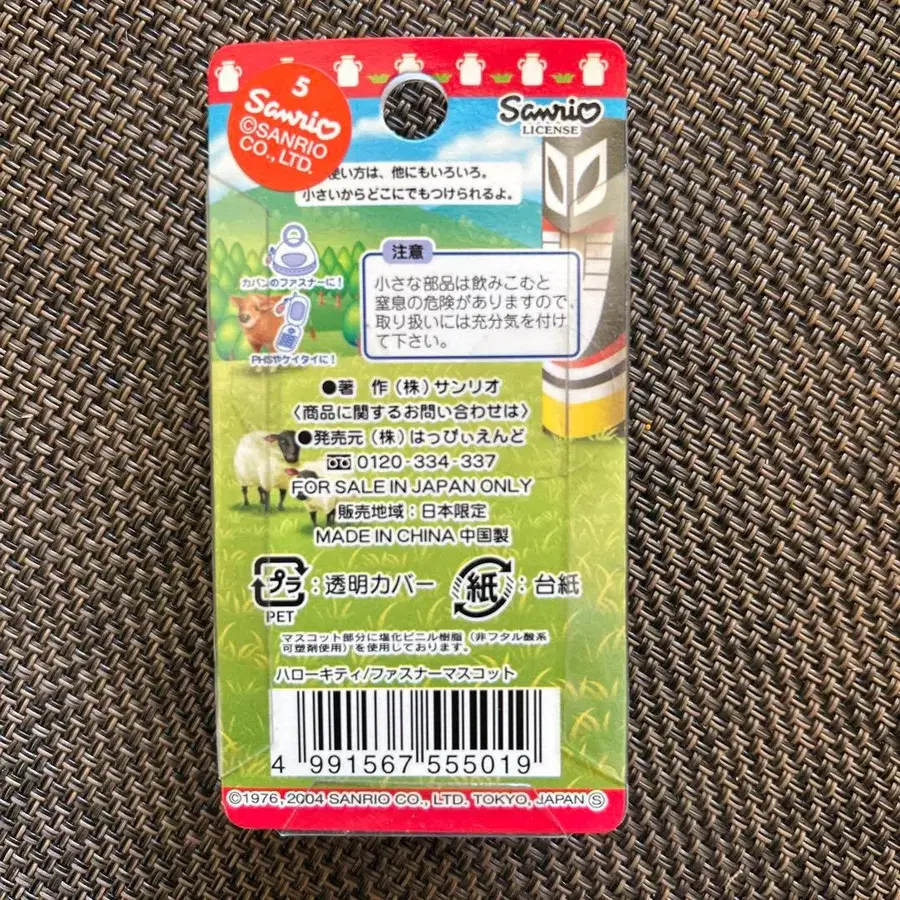 5
Sanrio
©SANRIO
CO., LTD.
Sanrio
LICENSE
使い方は、他にもいろいろ。
小さいからどこにでもつけられるよ。
カバンのファスナーに!
PHSやケイタイに!
注意
小さな部品は飲みこむと
窒息の危険がありますので、
取り扱いには充分気を付け
て下さい。
●著 作(株)サンリオ
〈商品に関するお問い合わせは〉
●発売元(株)はっぴぃえんど
0120-334-337
FOR SALE IN JAPAN ONLY
販売地域:日本限定
MADE IN CHINA 中国製
プラ:透明カバー
PET
紙:台紙
マスコット部分に塩化ビニル樹脂(非フタル酸系
可塑剤使用)を使用しております。
ハローキティ/ファスナーマスコット
4 991567 555019
©1976, 2004 SANRIO CO., LTD. TOKYO, JAPAN Ⓢ